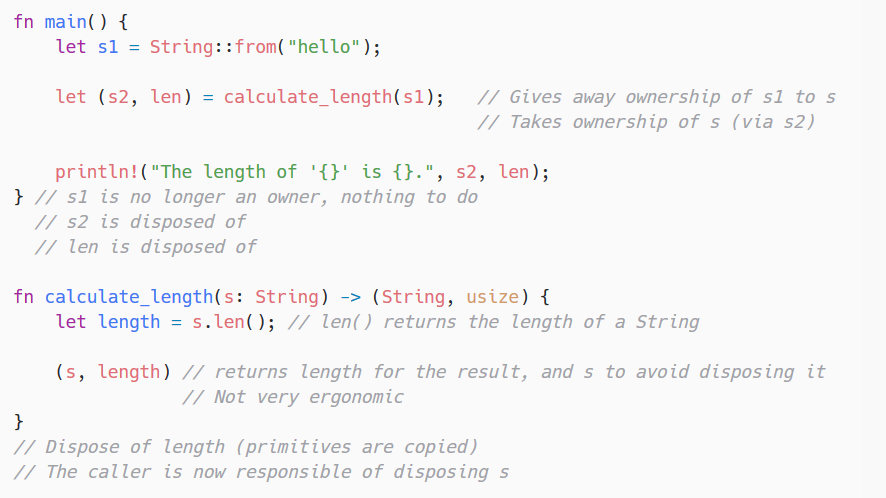 fn main() {
    let s1 = String::from("hello");

    let (s2, len) = calculate_length(s1);   // Gives away ownership of s1 to s
                                            // Takes ownership of s (via s2)

    println!("The length of '{}' is {}.", s2, len);
} // s1 is no longer an owner, nothing to do
  // s2 is disposed of
  // len is disposed of

fn calculate_length(s: String) -> (String, usize) {
    let length = s.len(); // len() returns the length of a String

    (s, length) // returns length for the result, and s to avoid disposing it
                // Not very ergonomic
}
// Dispose of length (primitives are copied)
// The caller is now responsible of disposing s